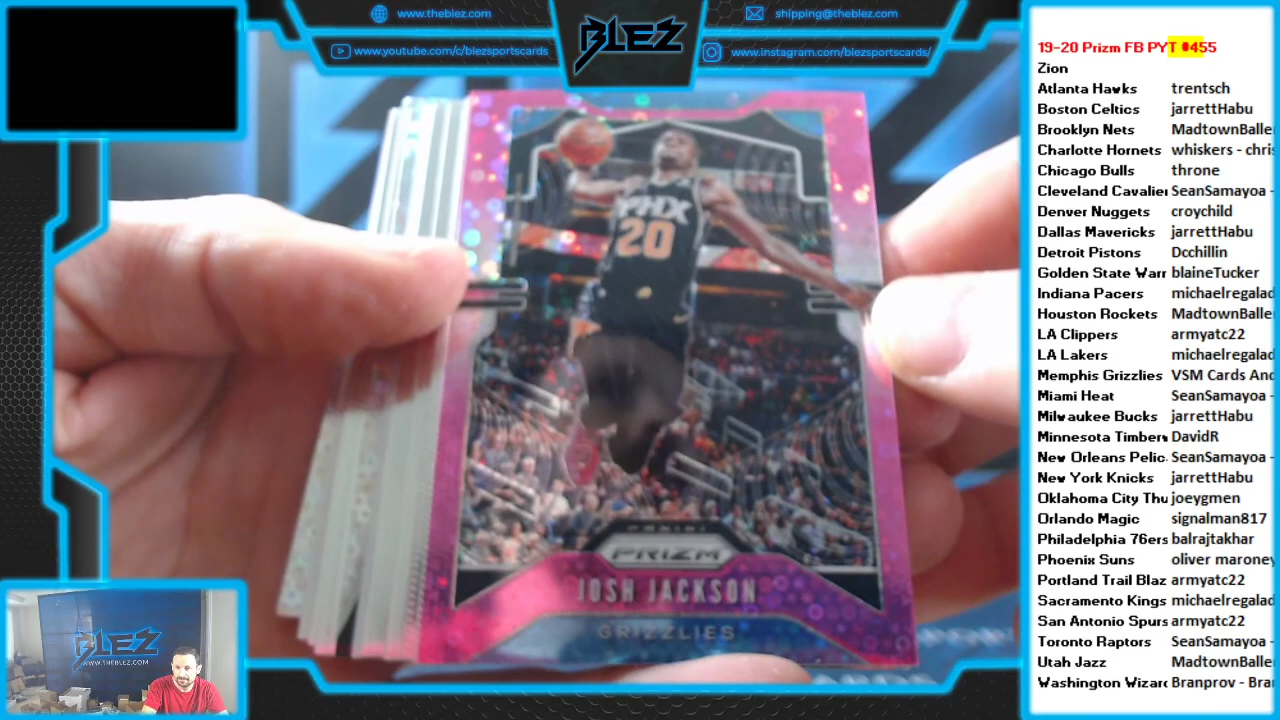 www.theblez.com
www.youtube.com/c/blezsportscards
BLEZ
shipping@theblez.com
www.instagram.com/blezsportscards/
PHX
20
PANINI
PRIZM
JOSH JACKSON
GRIZZLIES
BLEZ
WWW.THEBLEZ.COM
19-20 Prizm FB PYT #455
Zion
Atlanta Hawks trentsch
Boston Celtics jarrettHabu
Brooklyn Nets MadtownBalle
Charlotte Hornets whiskers - chris
Chicago Bulls throne
Cleveland Cavalier SeanSamayoa -
Denver Nuggets croychild
Dallas Mavericks jarrettHabu
Detroit Pistons Dcchillin
Golden State Warr blaineTucker
Indiana Pacers michaelregalad
Houston Rockets MadtownBalle
LA Clippers armyatc22
LA Lakers michaelregalad
Memphis Grizzlies VSM Cards And
Miami Heat SeanSamayoa -
Milwaukee Bucks jarrettHabu
Minnesota Timberw DavidR
New Orleans Pelic SeanSamayoa -
New York Knicks jarrettHabu
Oklahoma City Thu joeygmen
Orlando Magic signalman817
Philadelphia 76ers balrajtakhar
Phoenix Suns oliver maroney
Portland Trail Blaz armyatc22
Sacramento Kings michaelregalad
San Antonio Spurs armyatc22
Toronto Raptors SeanSamayoa -
Utah Jazz MadtownBalle
Washington Wizard Branprov - Bra